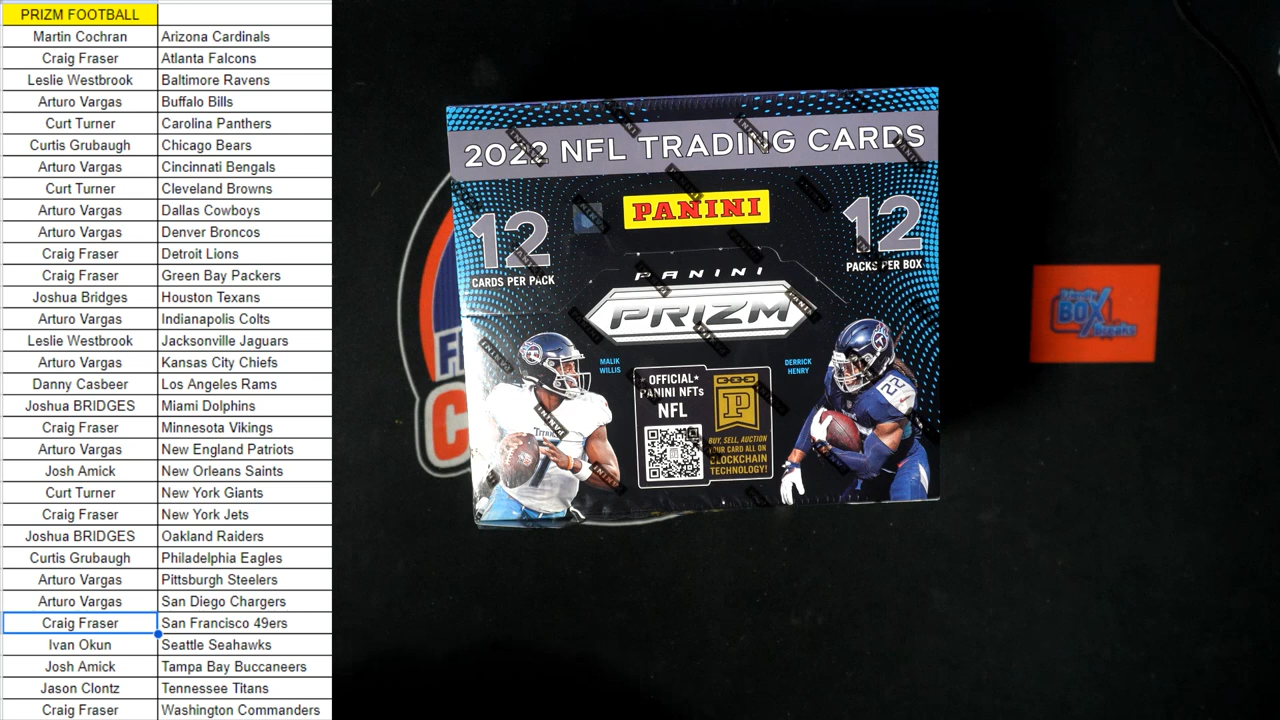 PRIZM FOOTBALL
Martin Cochran Arizona Cardinals
Craig Fraser Atlanta Falcons
Leslie Westbrook Baltimore Ravens
Arturo Vargas Buffalo Bills
Curt Turner Carolina Panthers
Curtis Grubaugh Chicago Bears
Arturo Vargas Cincinnati Bengals
Curt Turner Cleveland Browns
Arturo Vargas Dallas Cowboys
Arturo Vargas Denver Broncos
Craig Fraser Detroit Lions
Craig Fraser Green Bay Packers
Joshua Bridges Houston Texans
Arturo Vargas Indianapolis Colts
Leslie Westbrook Jacksonville Jaguars
Arturo Vargas Kansas City Chiefs
Danny Casbeer Los Angeles Rams
Joshua BRIDGES Miami Dolphins
Craig Fraser Minnesota Vikings
Arturo Vargas New England Patriots
Josh Amick New Orleans Saints
Curt Turner New York Giants
Craig Fraser New York Jets
Joshua BRIDGES Oakland Raiders
Curtis Grubaugh Philadelphia Eagles
Arturo Vargas Pittsburgh Steelers
Arturo Vargas San Diego Chargers
Craig Fraser San Francisco 49ers
Ivan Okun Seattle Seahawks
Josh Amick Tampa Bay Buccaneers
Jason Clontz Tennessee Titans
Craig Fraser Washington Commanders
2022 NFL TRADING CARDS
PANINI
12
CARDS PER PACK
12
PACKS PER BOX
PANINI
PRIZM
MALIK
WILLIS
DERRICK
HENRY
OFFICIAL*
PANINI NFTs
NFL
P
BUY, SELL, AUCTION
YOUR CARD ALL ON
BLOCKCHAIN
TECHNOLOGY!
TITANS
22
BOX
Breaks